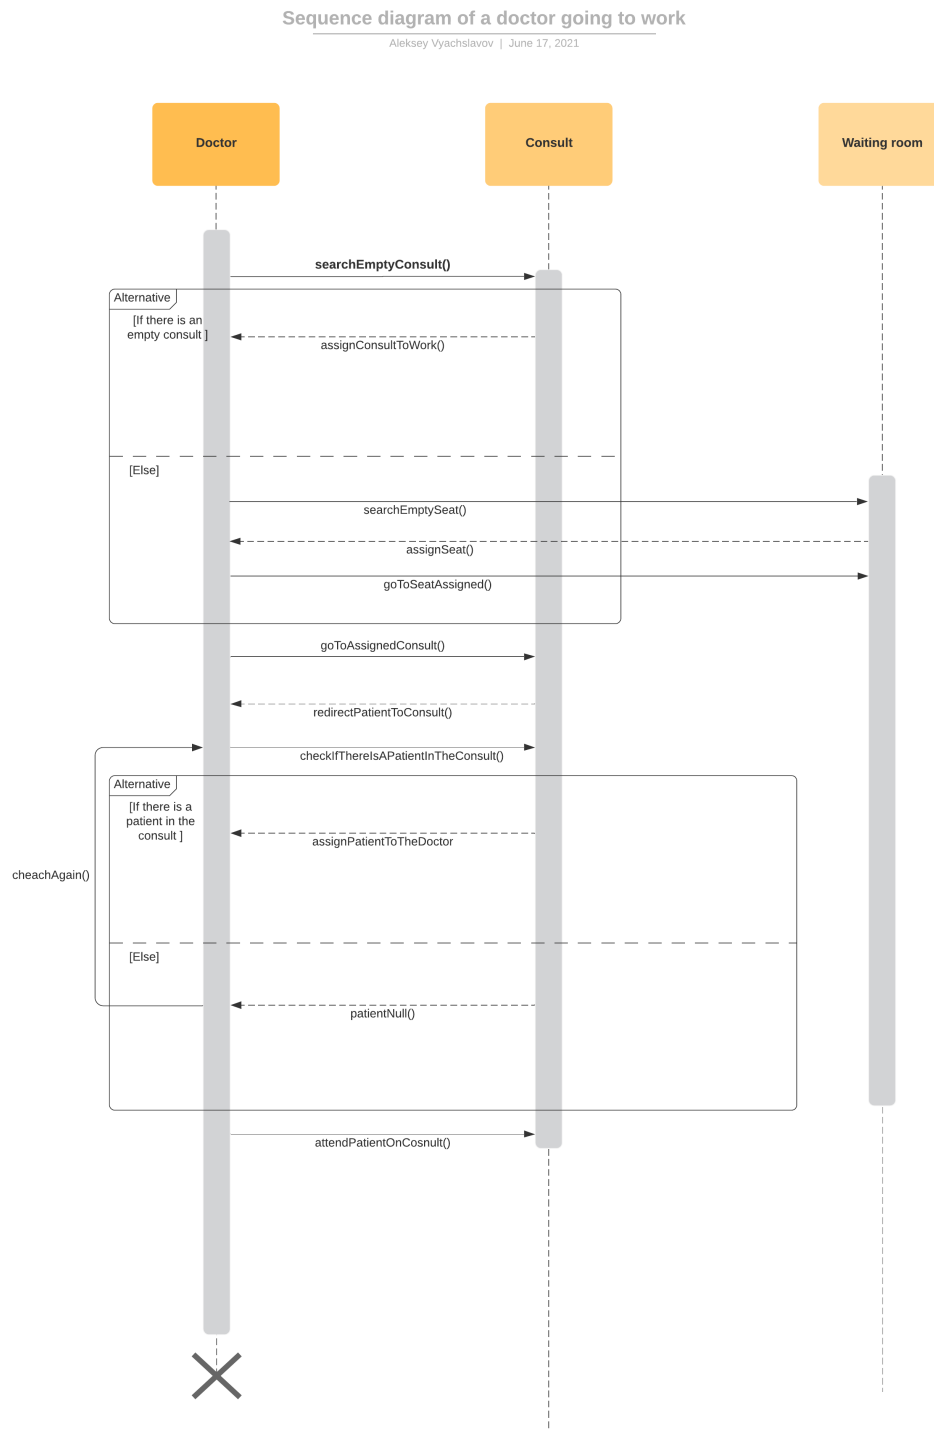 Sequence diagram of a doctor going to work
Aleksey Vyachslavov | June 17, 2021
Doctor
Consult
Waiting room
searchEmptyConsult()
Alternative
[If there is an
empty consult ]
assignConsultToWork()
[Else]
searchEmptySeat()
assignSeat()
goToSeatAssigned()
goToAssignedConsult()
redirectPatientToConsult()
checkIfThereIsAPatientInTheConsult()
Alternative
[If there is a
patient in the
consult ]
assignPatientToTheDoctor
cheachAgain()
[Else]
patientNull()
attendPatientOnCosnult()